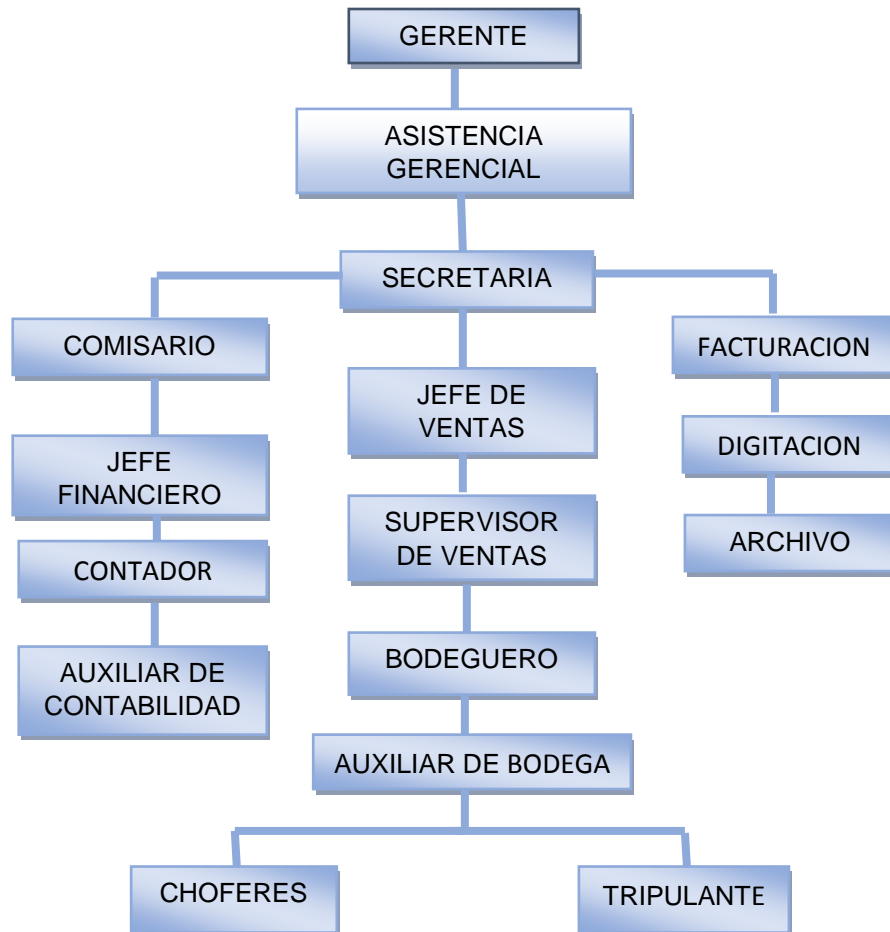 GERENTE
ASISTENCIA
GERENCIAL
SECRETARIA
COMISARIO
FACTURACION
JEFE DE
VENTAS
JEFE
FINANCIERO
DIGITACION
SUPERVISOR
DE VENTAS
ARCHIVO
CONTADOR
BODEGUERO
AUXILIAR DE
CONTABILIDAD
AUXILIAR DE BODEGA
CHOFERES
TRIPULANTE